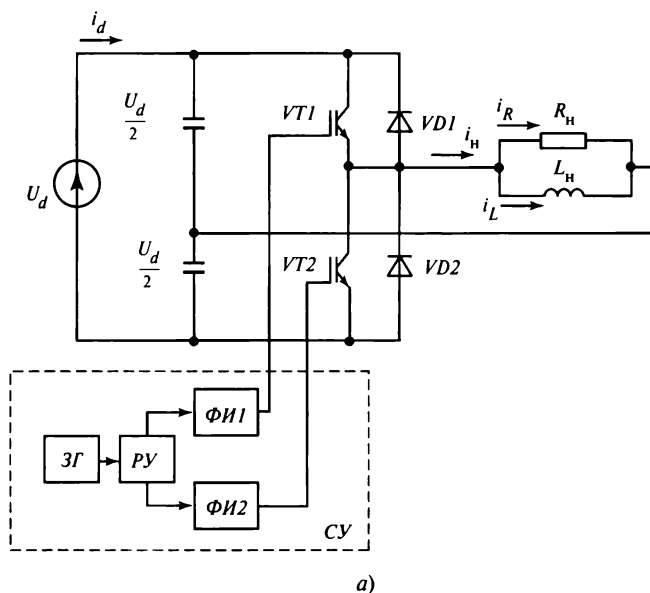 i_d
U_d/2
VT1
VD1
i_н
i_R
R_н
L_н
i_L
U_d
U_d/2
VT2
VD2
ФИ1
ЗГ
РУ
ФИ2
СУ
а)